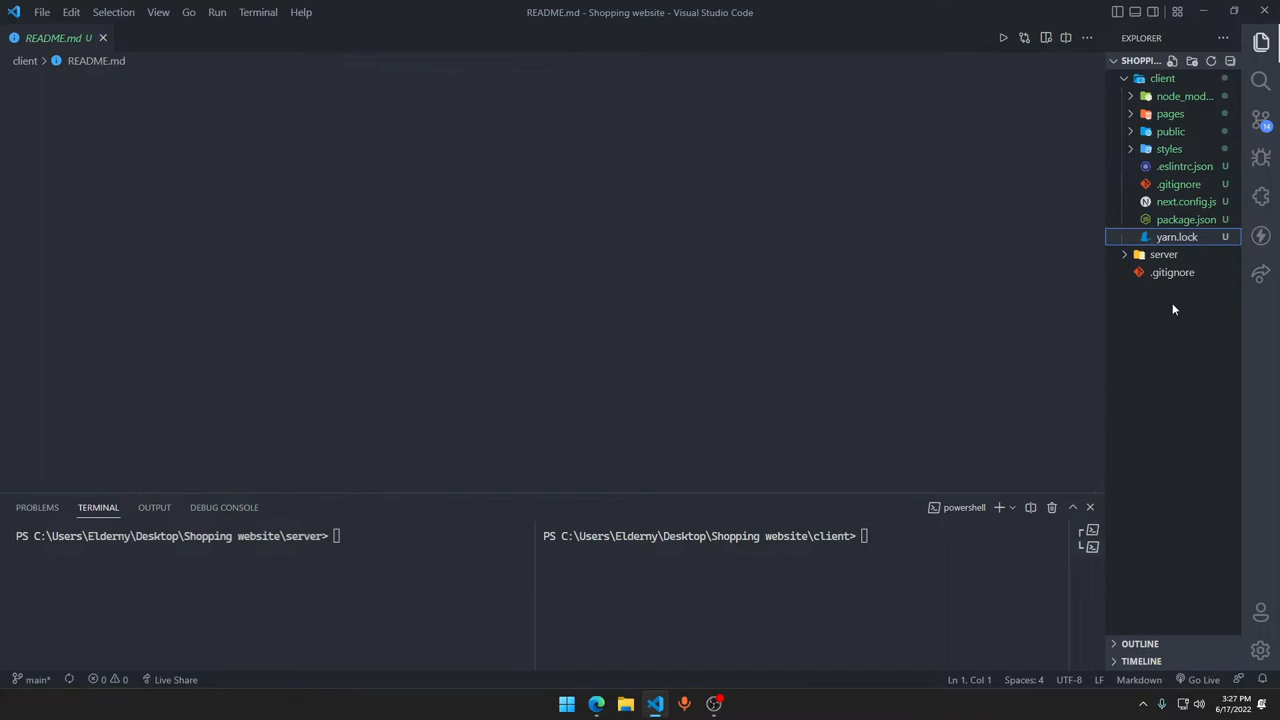 File Edit Selection View Go Run Terminal Help
README.md - Shopping website - Visual Studio Code
README.md U
client > README.md
EXPLORER
SHOPPI...
client
node_mod...
pages
public
styles
.eslintrc.json U
.gitignore U
next.config.js U
package.json U
yarn.lock U
server
.gitignore
14
OUTLINE
TIMELINE
PROBLEMS TERMINAL OUTPUT DEBUG CONSOLE
powershell
PS C:\Users\Elderny\Desktop\Shopping website\server>
PS C:\Users\Elderny\Desktop\Shopping website\client>
main* 0 0 Live Share
Ln 1, Col 1 Spaces: 4 UTF-8 LF Markdown Go Live
3:27 PM
6/17/2022